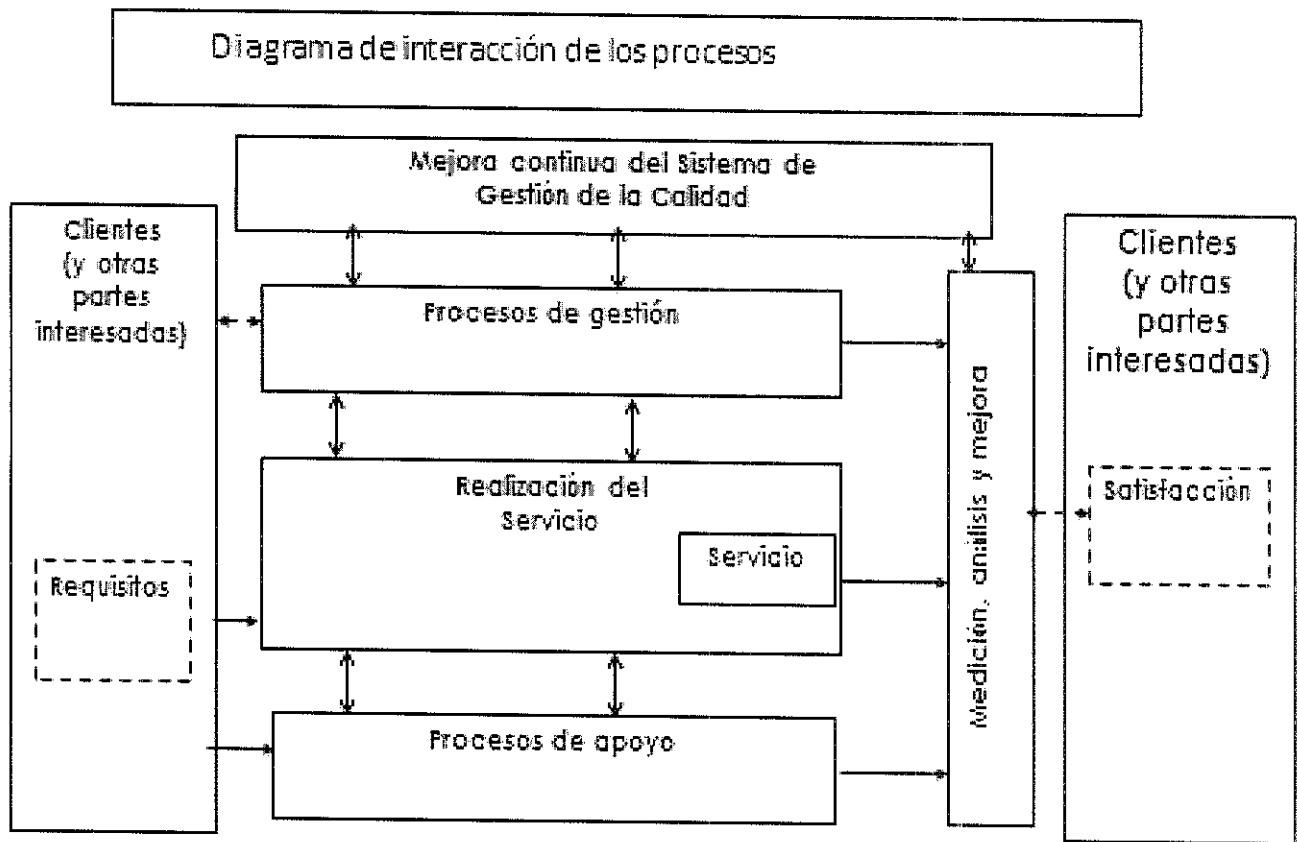 Diagrama de interacción de los procesos
Mejora continua del Sistema de
Gestión de la Calidad
Clientes
(y otras
partes
interesadas)
Requisitos
Procesos de gestión
Realización del
Servicio
Servicio
Procesos de apoyo
Medición, análisis y mejora
Clientes
(y otras
partes
interesadas)
Satisfacción